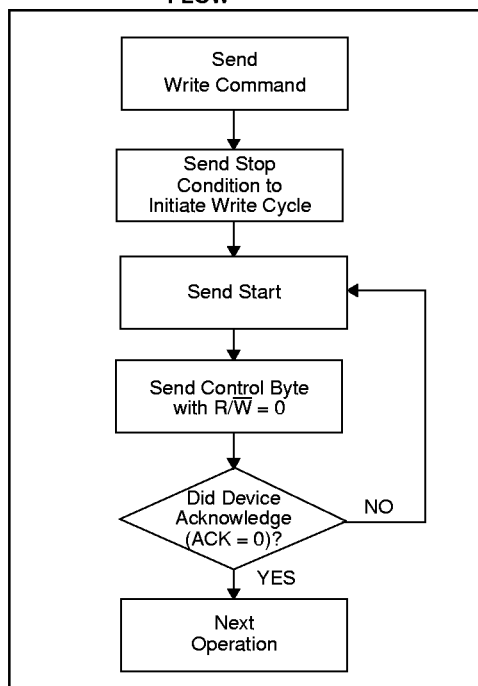 FLOW
Send
Write Command
Send Stop
Condition to
Initiate Write Cycle
Send Start
Send Control Byte
with R/W̅ = 0
Did Device
Acknowledge
(ACK = 0)?
NO
YES
Next
Operation